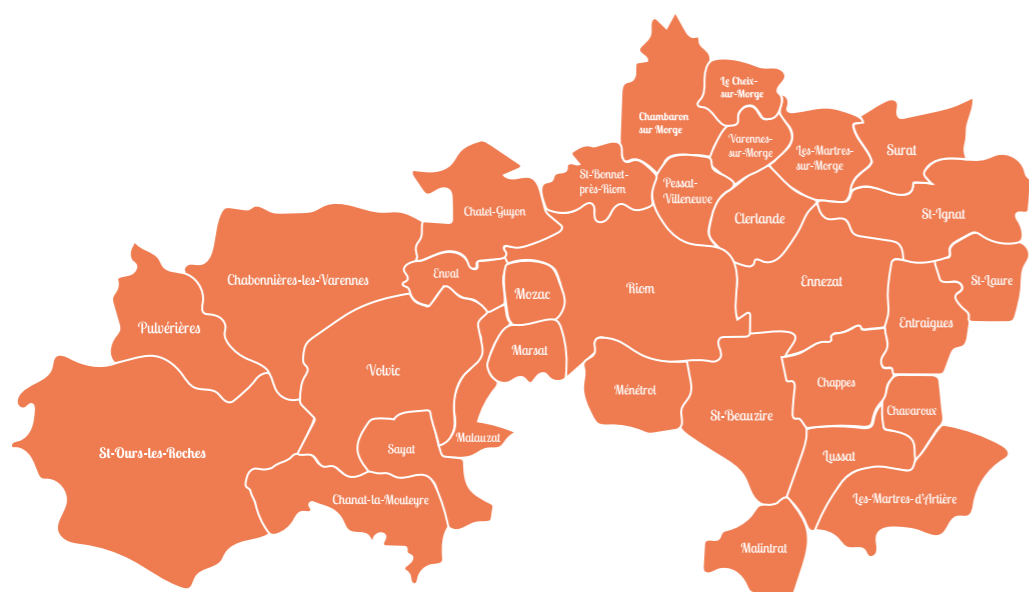 Le Cheix-
sur-Morge
Chambaron
sur Morge
Varennes-
sur-Morge
Les-Martres-
sur-Morge
Surat
St-Bonnet-
près-Riom
Pessat-
Villeneuve
Chatel-Guyon
Clerlande
St-Ignat
Enval
Chabonnières-les-Varennes
Mozac
Riom
Ennezat
St-Laure
Pulvérières
Entraigues
Marsat
Volvic
Ménétrol
Chappes
St-Beauzire
Chavaroux
Malauzat
Sayat
St-Ours-les-Roches
Lussat
Chanat-la-Mouteyre
Les-Martres-d'Artière
Malintrat